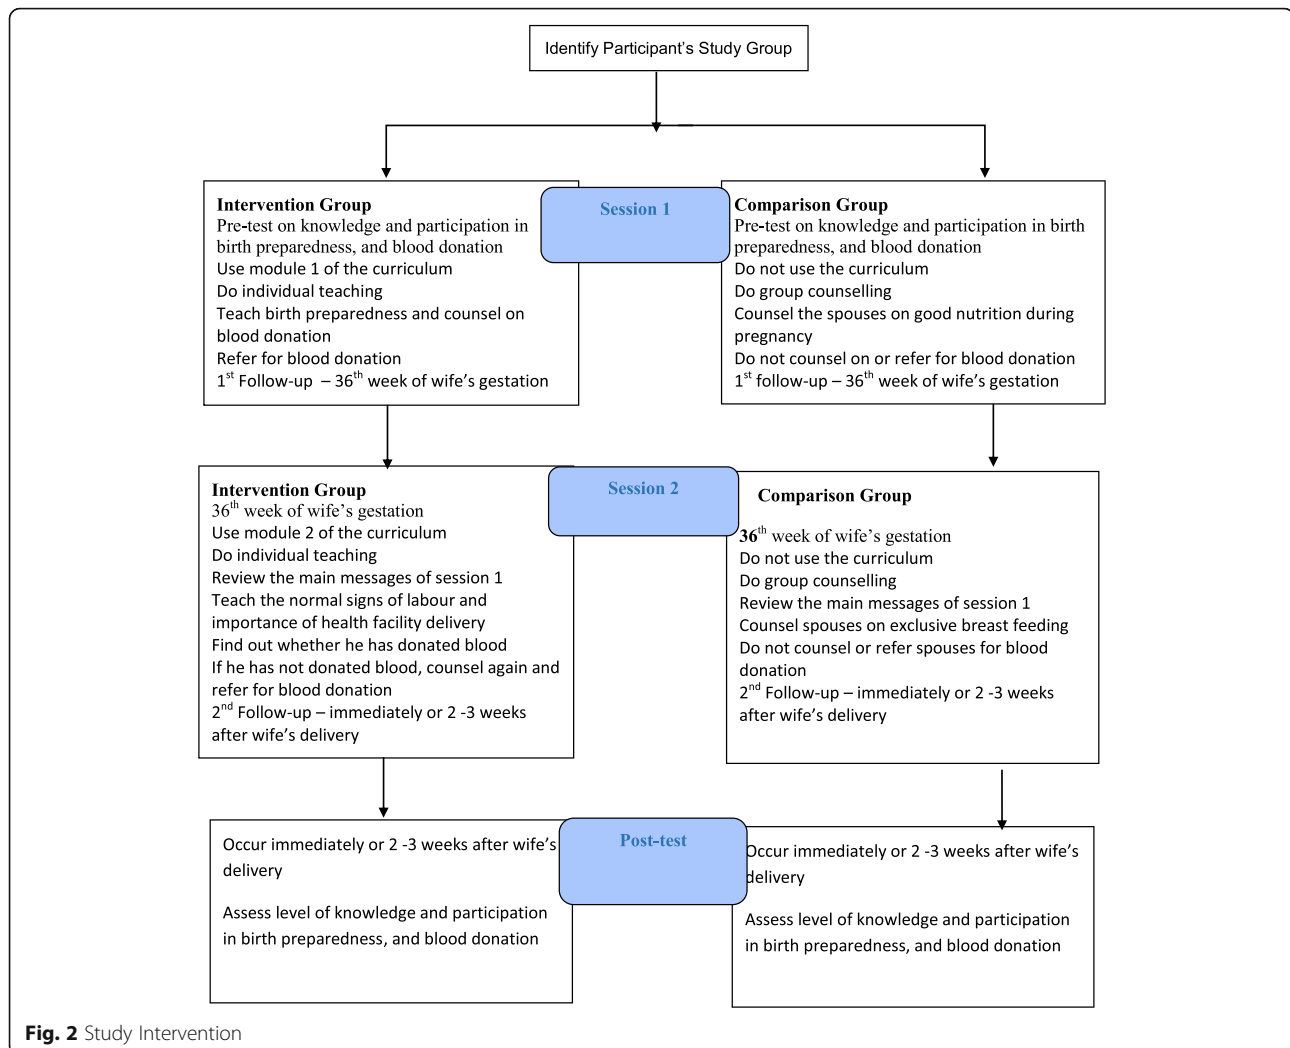 Identify Participant's Study Group
Session 1
Intervention Group
Pre-test on knowledge and participation in
birth preparedness, and blood donation
Use module 1 of the curriculum
Do individual teaching
Teach birth preparedness and counsel on
blood donation
Refer for blood donation
1st Follow-up – 36th week of wife's gestation
Comparison Group
Pre-test on knowledge and participation in birth
preparedness, and blood donation
Do not use the curriculum
Do group counselling
Counsel the spouses on good nutrition during
pregnancy
Do not counsel on or refer for blood donation
1st follow-up – 36th week of wife's gestation
Session 2
Intervention Group
36th week of wife's gestation
Use module 2 of the curriculum
Do individual teaching
Review the main messages of session 1
Teach the normal signs of labour and
importance of health facility delivery
Find out whether he has donated blood
If he has not donated blood, counsel again and
refer for blood donation
2nd Follow-up – immediately or 2 -3 weeks
after wife's delivery
Comparison Group
36th week of wife's gestation
Do not use the curriculum
Do group counselling
Review the main messages of session 1
Counsel spouses on exclusive breast feeding
Do not counsel or refer spouses for blood
donation
2nd Follow-up – immediately or 2 -3 weeks
after wife's delivery
Post-test
Occur immediately or 2 -3 weeks after wife's
delivery
Assess level of knowledge and participation
in birth preparedness, and blood donation
Occur immediately or 2 -3 weeks after wife's
delivery
Assess level of knowledge and participation
in birth preparedness, and blood donation
Fig. 2 Study Intervention